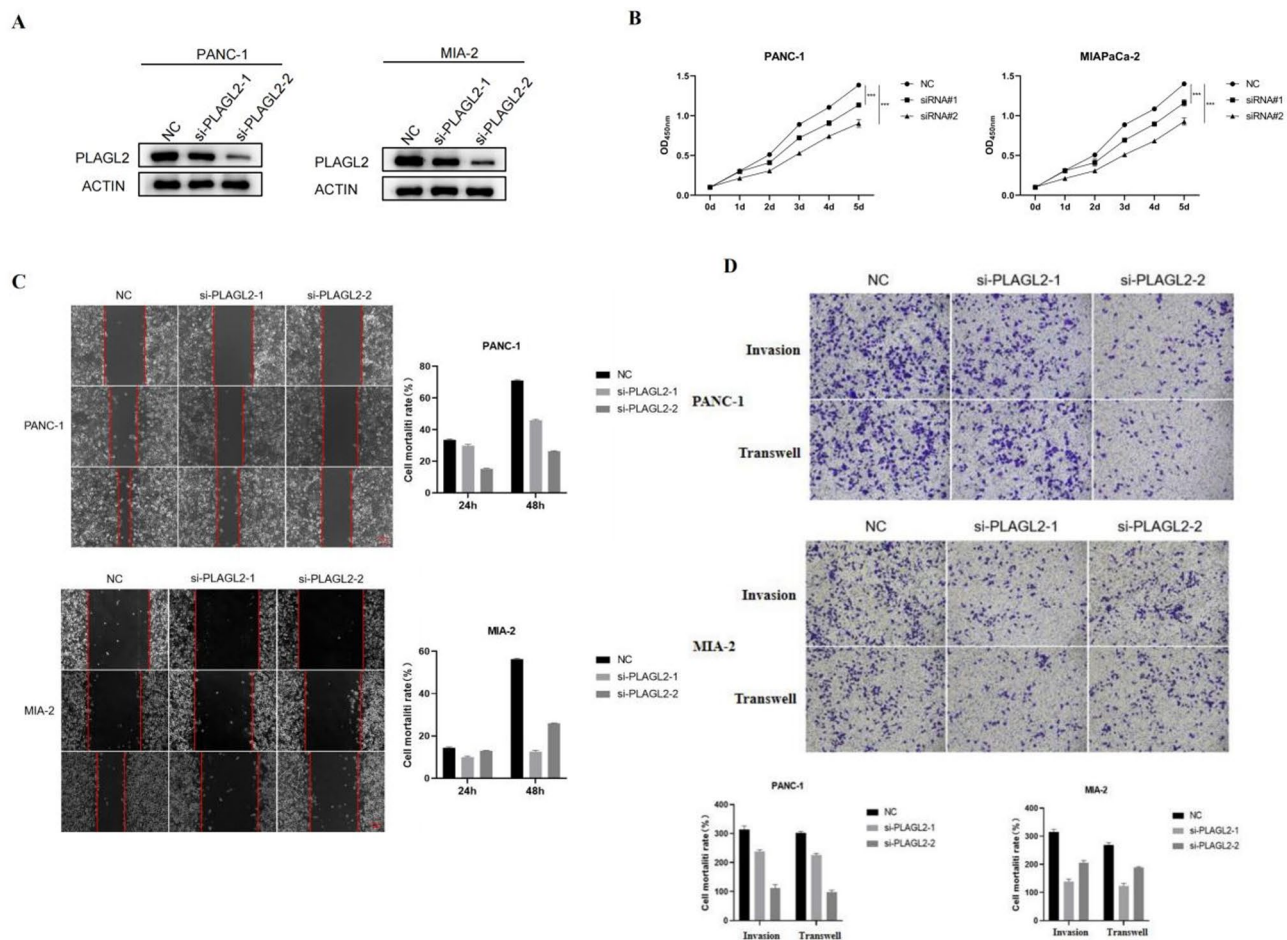 A
PANC-1
NC
si-PLAGL2-1
si-PLAGL2-2
PLAGL2
ACTIN
MIA-2
NC
si-PLAGL2-1
si-PLAGL2-2
PLAGL2
ACTIN
B
PANC-1
OD450nm
1.5
1.0
0.5
0.0
0d 1d 2d 3d 4d 5d
NC
siRNA#1
siRNA#2
***
***
MIAPaCa-2
OD450nm
1.5
1.0
0.5
0.0
0d 1d 2d 3d 4d 5d
NC
siRNA#1
siRNA#2
***
***
C
NC si-PLAGL2-1 si-PLAGL2-2
PANC-1
PANC-1
Cell mortaliti rate(%)
80
60
40
20
0
24h 48h
NC
si-PLAGL2-1
si-PLAGL2-2
NC si-PLAGL2-1 si-PLAGL2-2
MIA-2
MIA-2
Cell mortaliti rate(%)
60
40
20
0
24h 48h
NC
si-PLAGL2-1
si-PLAGL2-2
D
NC si-PLAGL2-1 si-PLAGL2-2
Invasion
PANC-1
Transwell
NC si-PLAGL2-1 si-PLAGL2-2
Invasion
MIA-2
Transwell
PANC-1
Cell mortaliti rate(%)
400
300
200
100
0
Invasion Transwell
NC
si-PLAGL2-1
si-PLAGL2-2
MIA-2
Cell mortaliti rate(%)
400
300
200
100
0
Invasion Transwell
NC
si-PLAGL2-1
si-PLAGL2-2